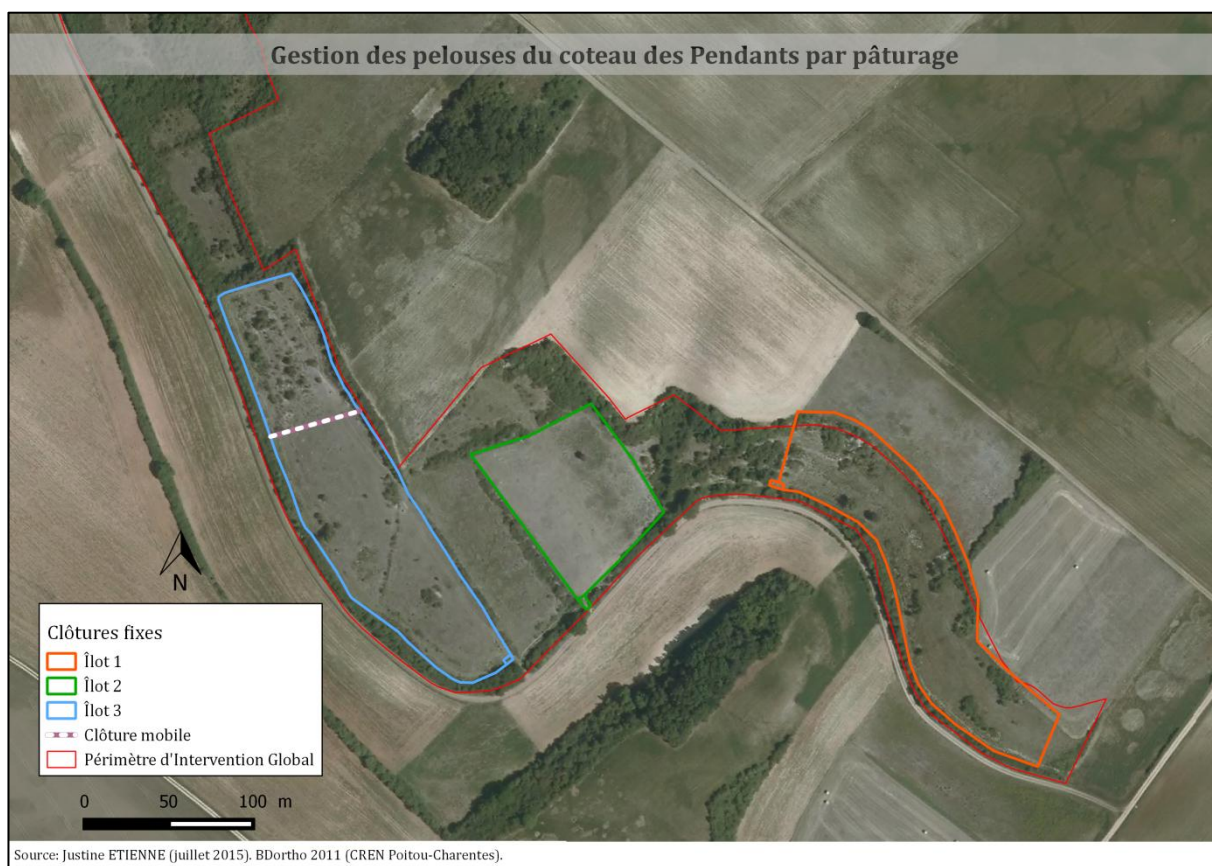 Gestion des pelouses du coteau des Pendants par pâturage
N
Clôtures fixes
Îlot 1
Îlot 2
Îlot 3
Clôture mobile
Périmètre d'Intervention Global
0 50 100 m
Source: Justine ETIENNE (juillet 2015). BDortho 2011 (CREN Poitou-Charentes).